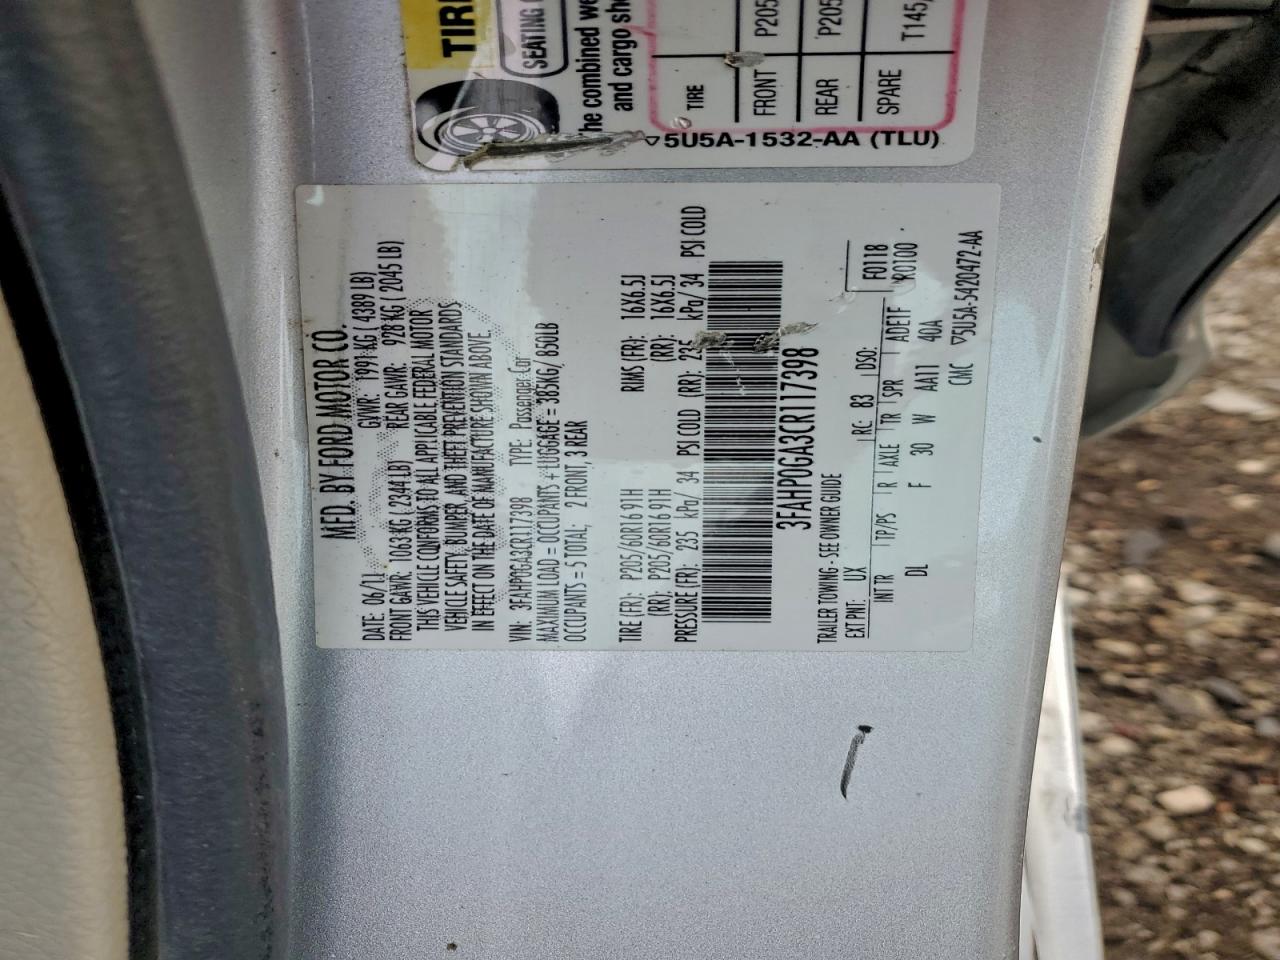 TIRE
SEATING
The combined we
and cargo sho
TIRE
FRONT P205
REAR P205
SPARE T145
▽5U5A-1532-AA (TLU)
MFD. BY FORD MOTOR CO.
DATE: 06/11 GVWR: 1991 KG ( 4389 LB)
FRONT GAWR: 1063 KG ( 2344 LB) REAR GAWR: 928 KG ( 2045 LB)
THIS VEHICLE CONFORMS TO ALL APPLICABLE FEDERAL MOTOR
VEHICLE SAFETY, BUMPER, AND THEFT PREVENTION STANDARDS
IN EFFECT ON THE DATE OF MANUFACTURE SHOWN ABOVE.
VIN: 3FAHP0GA3CR117398 TYPE: Passenger Car
MAXIMUM LOAD = OCCUPANTS + LUGGAGE = 385KG/ 850LB
OCCUPANTS = 5 TOTAL, 2 FRONT, 3 REAR
TIRE (FR): P205/60R16 91H RIMS (FR): 16X6.5J
(RR): P205/60R16 91H (RR): 16X6.5J
PRESSURE (FR): 235 kPa/ 34 PSI COLD (RR): 235 kPa/ 34 PSI COLD
3FAHP0GA3CR117398
TRAILER TOWING - SEE OWNER GUIDE
EXT PNT: UX RC: 83 DSO: F0118
INT TR TP/PS R AXLE TR SPR ADE1F R0100
DL F 30 W AA11 40A
CMC ▽5U5A-5420472-AA